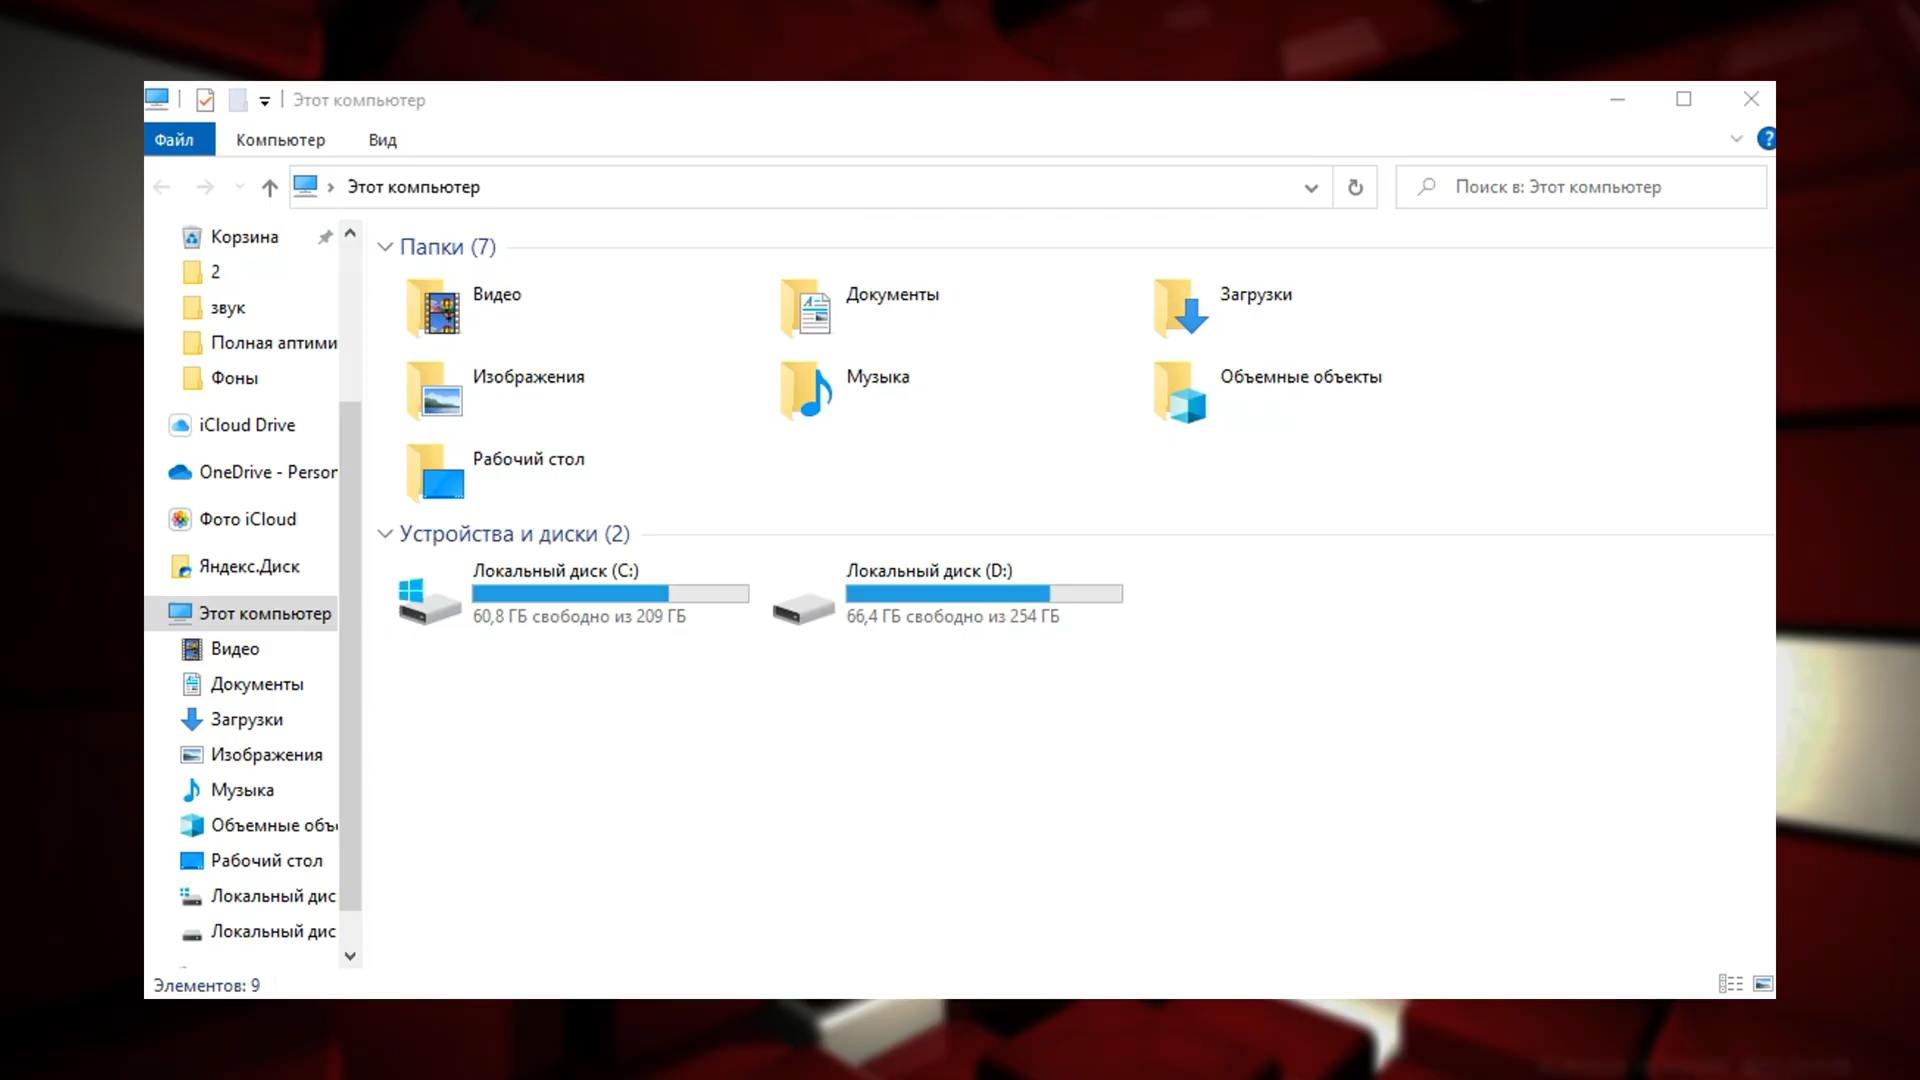 Этот компьютер
Файл
Компьютер
Вид
?
Этот компьютер
Поиск в: Этот компьютер
Корзина
2
звук
Полная аптими
Фоны
iCloud Drive
OneDrive - Person
Фото iCloud
Яндекс.Диск
Этот компьютер
Видео
Документы
Загрузки
Изображения
Музыка
Объемные объ
Рабочий стол
Локальный дис
Локальный дис
Папки (7)
Видео
Документы
Загрузки
Изображения
Музыка
Объемные объекты
Рабочий стол
Устройства и диски (2)
Локальный диск (C:)
60,8 ГБ свободно из 209 ГБ
Локальный диск (D:)
66,4 ГБ свободно из 254 ГБ
Элементов: 9